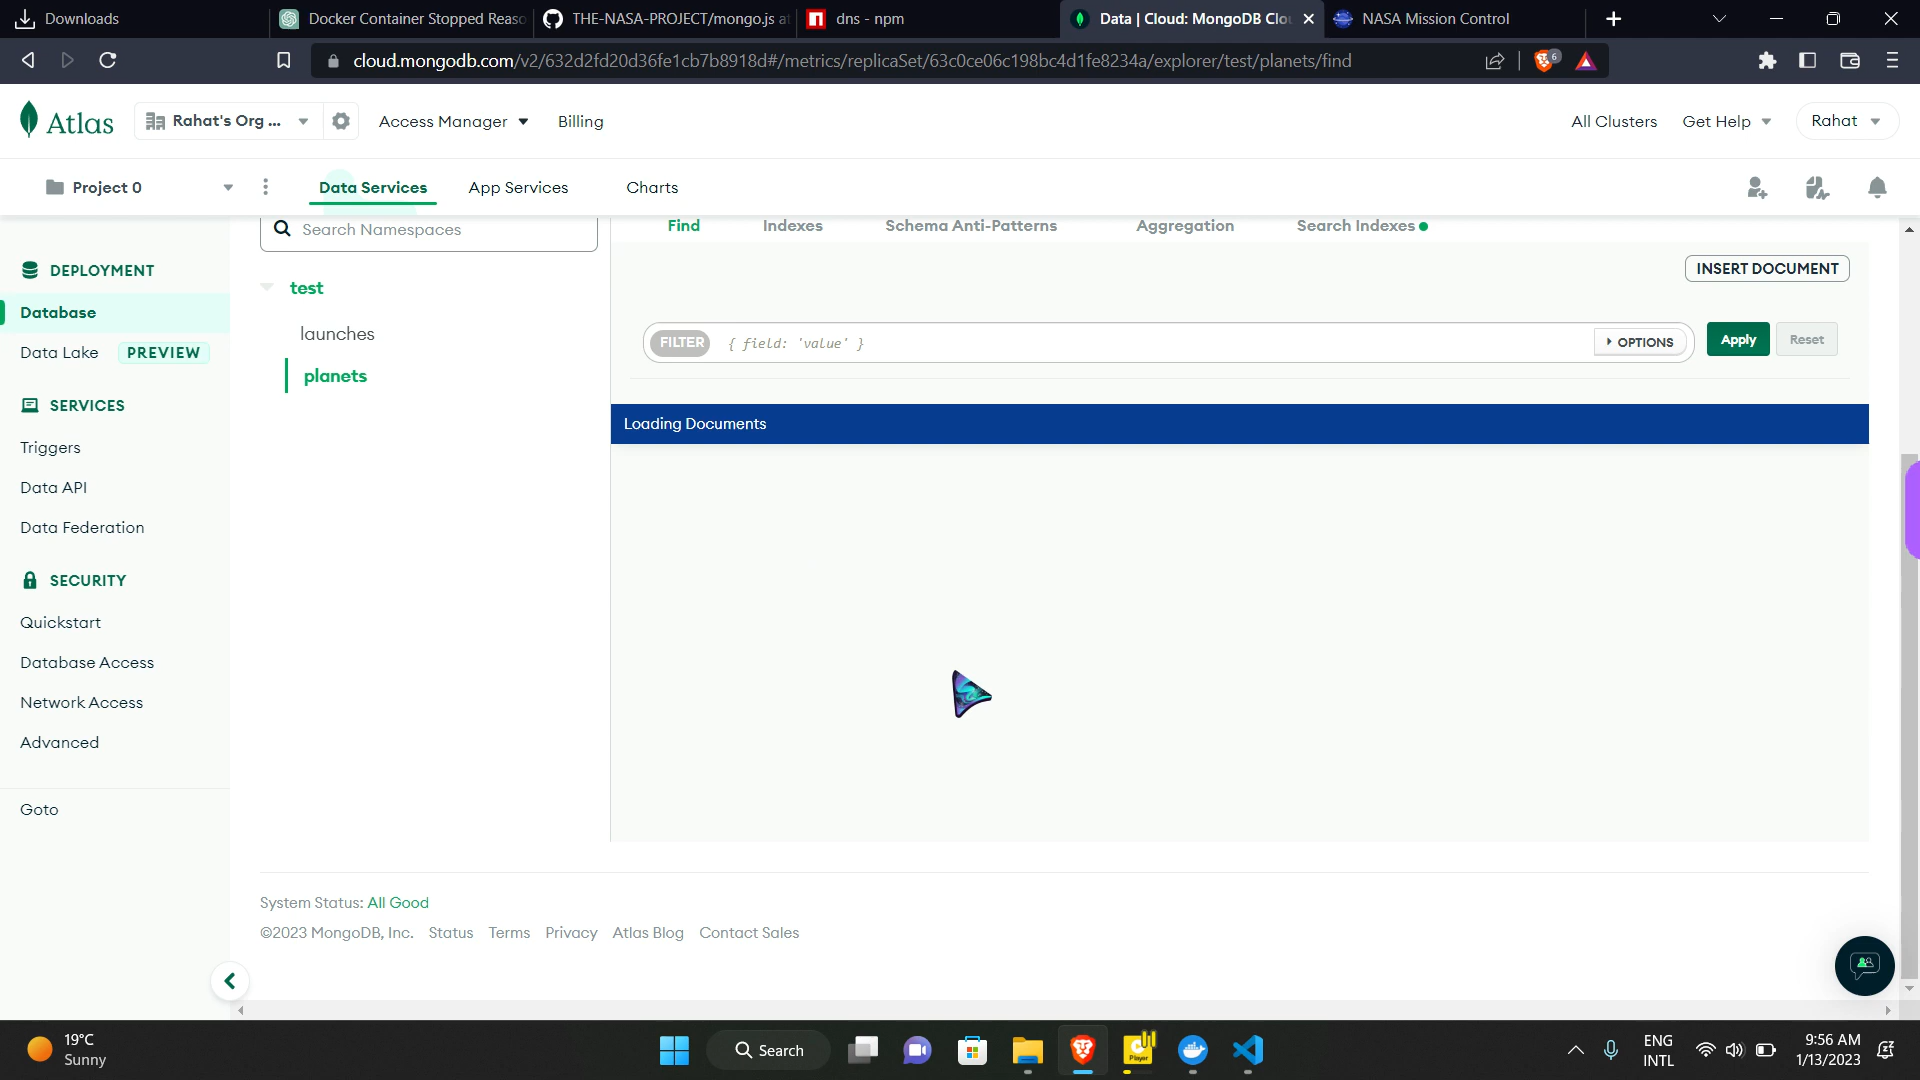 Downloads
Docker Container Stopped Reaso
THE-NASA-PROJECT/mongo.js at
dns - npm
Data | Cloud: MongoDB Clou
NASA Mission Control
cloud.mongodb.com/v2/632d2fd20d36fe1cb7b8918d#/metrics/replicaSet/63c0ce06c198bc4d1fe8234a/explorer/test/planets/find
6
Atlas
Rahat's Org ...
Access Manager
Billing
All Clusters
Get Help
Rahat
Project 0
Data Services
App Services
Charts
DEPLOYMENT
Database
Data Lake
PREVIEW
SERVICES
Triggers
Data API
Data Federation
SECURITY
Quickstart
Database Access
Network Access
Advanced
Goto
Search Namespaces
test
launches
planets
Find
Indexes
Schema Anti-Patterns
Aggregation
Search Indexes
INSERT DOCUMENT
FILTER
{ field: 'value' }
OPTIONS
Apply
Reset
Loading Documents
System Status: All Good
©2023 MongoDB, Inc.
Status
Terms
Privacy
Atlas Blog
Contact Sales
19°C
Sunny
Search
Player
ENG
INTL
9:56 AM
1/13/2023